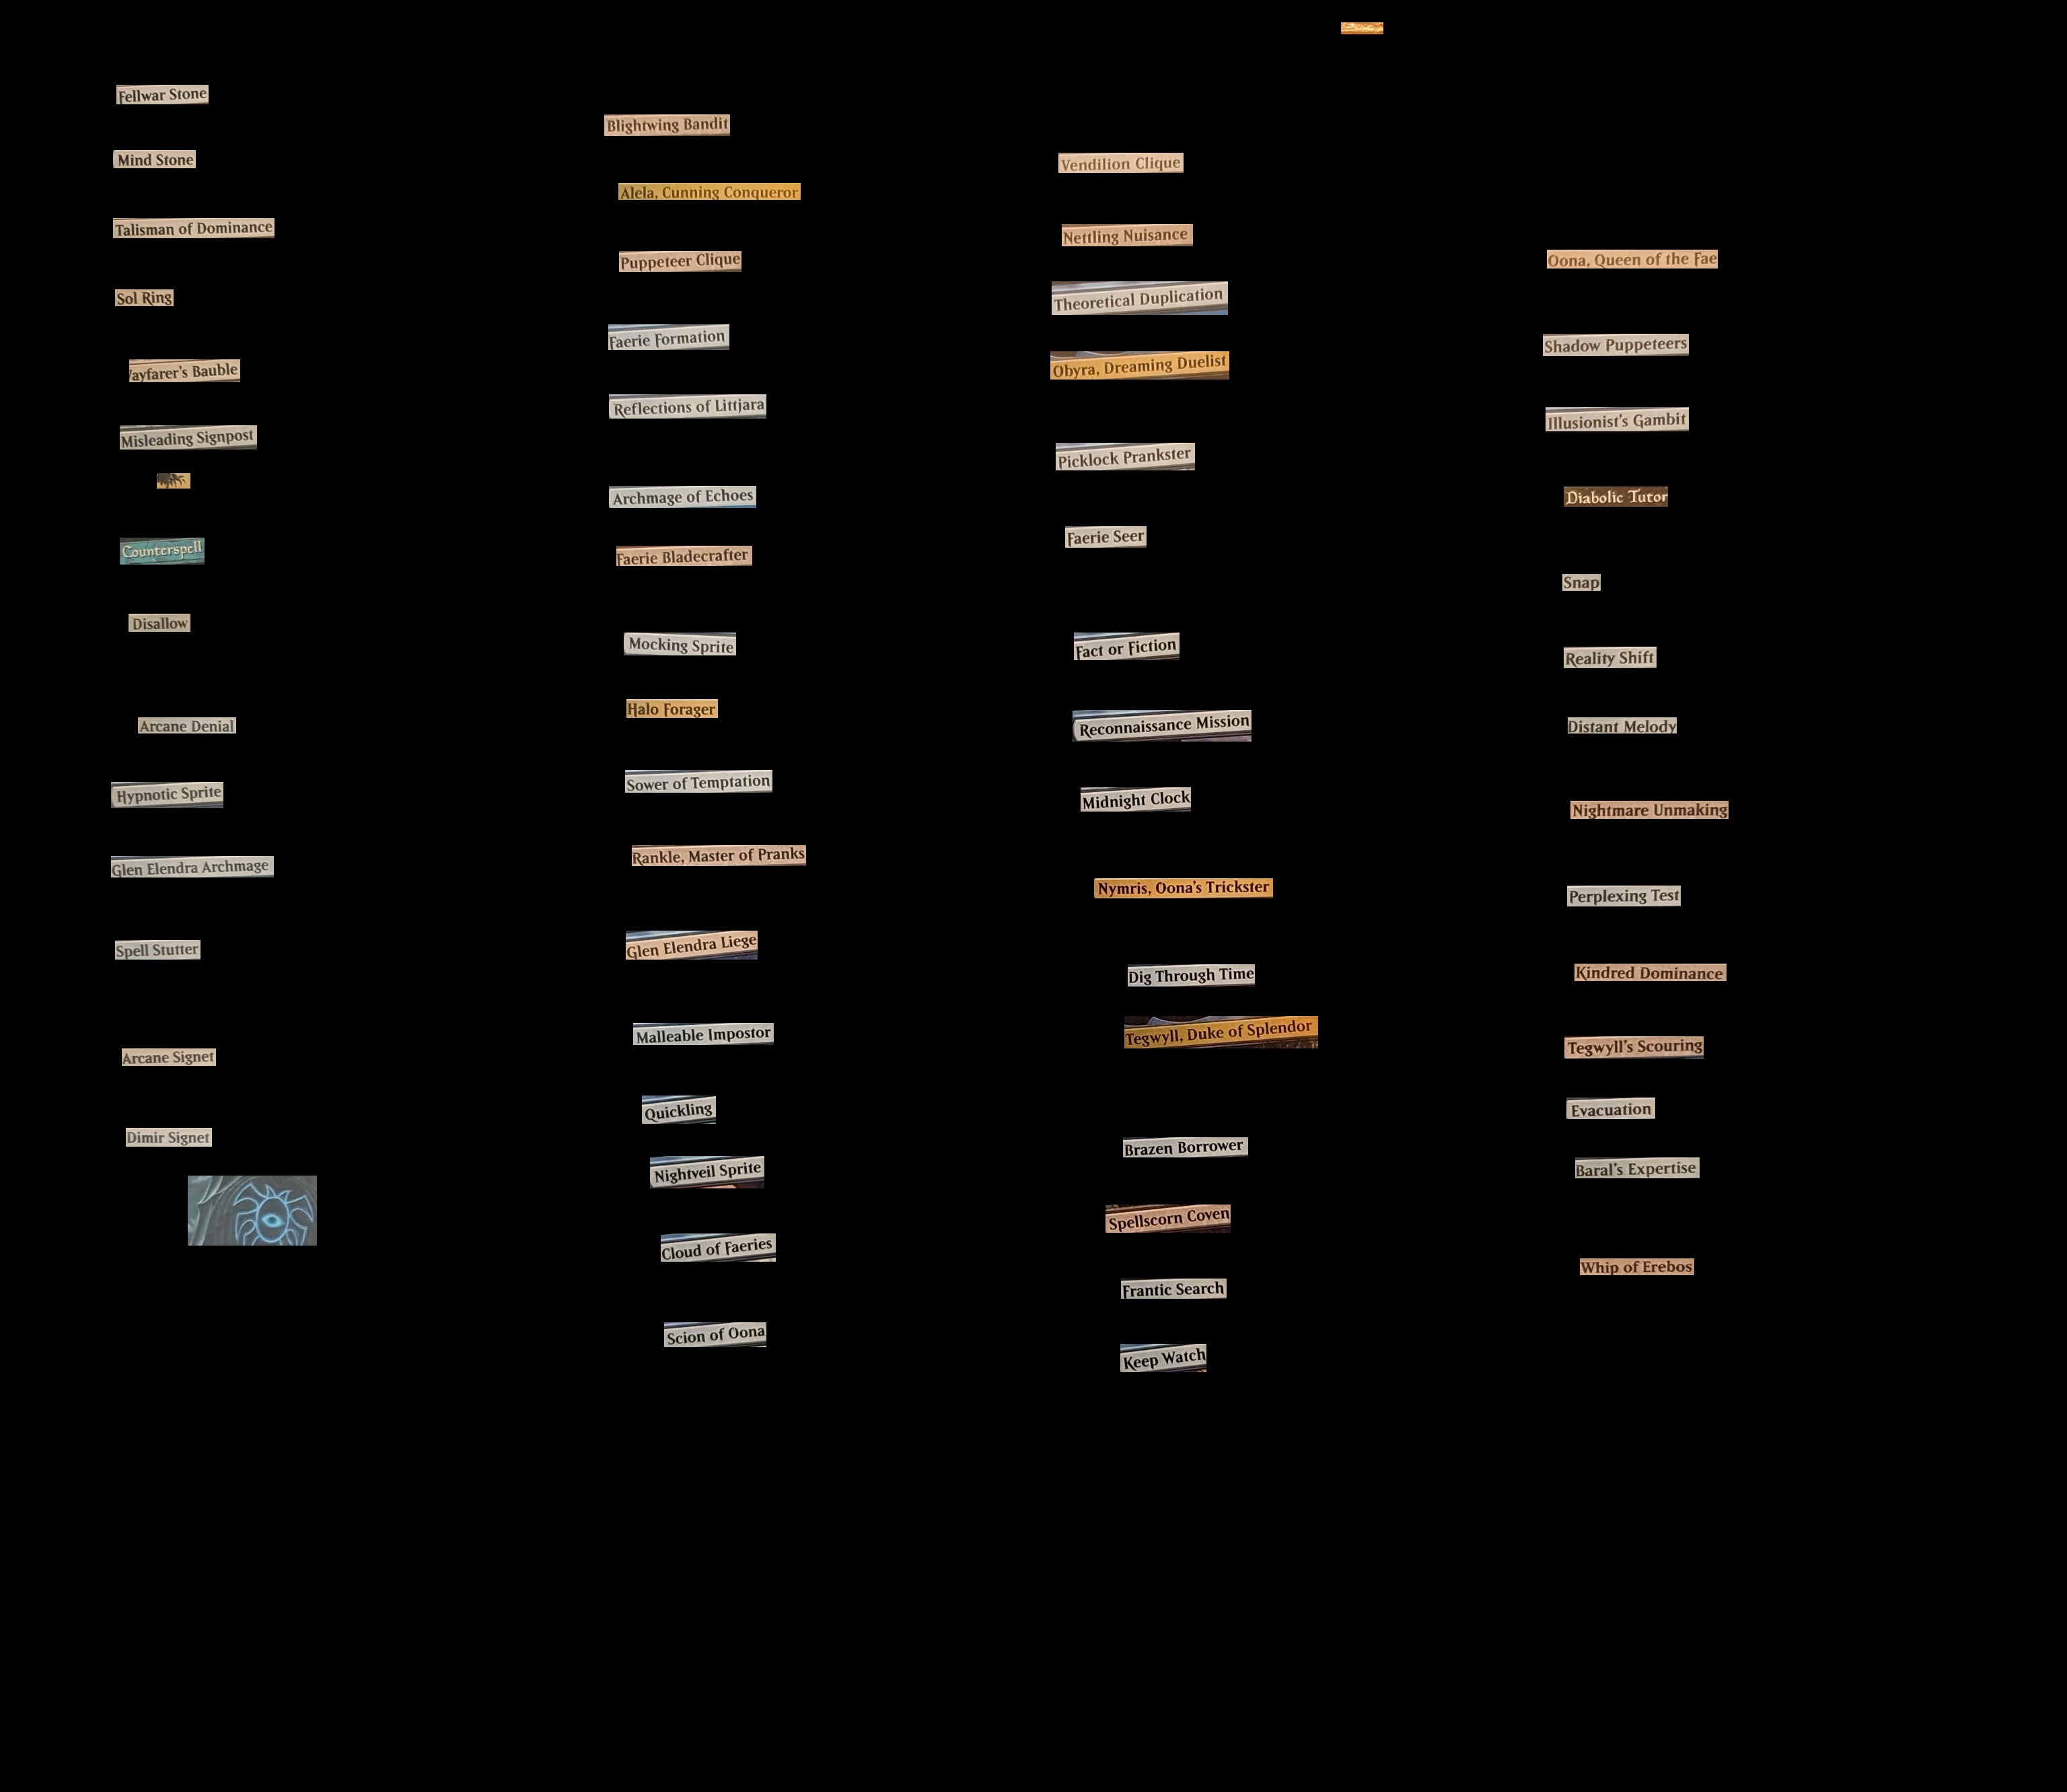 Fellwar Stone
Mind Stone
Talisman of Dominance
Sol Ring
ayfarer's Bauble
Misleading Signpost
Counterspell
Disallow
Arcane Denial
Hypnotic Sprite
Glen Elendra Archmage
Spell Stutter
Arcane Signet
Dimir Signet
Blightwing Bandit
Alela, Cunning Conqueror
Puppeteer Clique
Faerie Formation
Reflections of Littjara
Archmage of Echoes
Faerie Bladecrafter
Mocking Sprite
Halo Forager
Sower of Temptation
Rankle, Master of Pranks
Glen Elendra Liege
Malleable Impostor
Quickling
Nightveil Sprite
Cloud of Faeries
Scion of Oona
Vendilion Clique
Nettling Nuisance
Theoretical Duplication
Obyra, Dreaming Duelist
Picklock Prankster
Faerie Seer
Fact or Fiction
Reconnaissance Mission
Midnight Clock
Nymris, Oona's Trickster
Dig Through Time
Tegwyll, Duke of Splendor
Brazen Borrower
Spellscorn Coven
Frantic Search
Keep Watch
Oona, Queen of the Fae
Shadow Puppeteers
Illusionist's Gambit
Diabolic Tutor
Snap
Reality Shift
Distant Melody
Nightmare Unmaking
Perplexing Test
Kindred Dominance
Tegwyll's Scouring
Evacuation
Baral's Expertise
Whip of Erebos